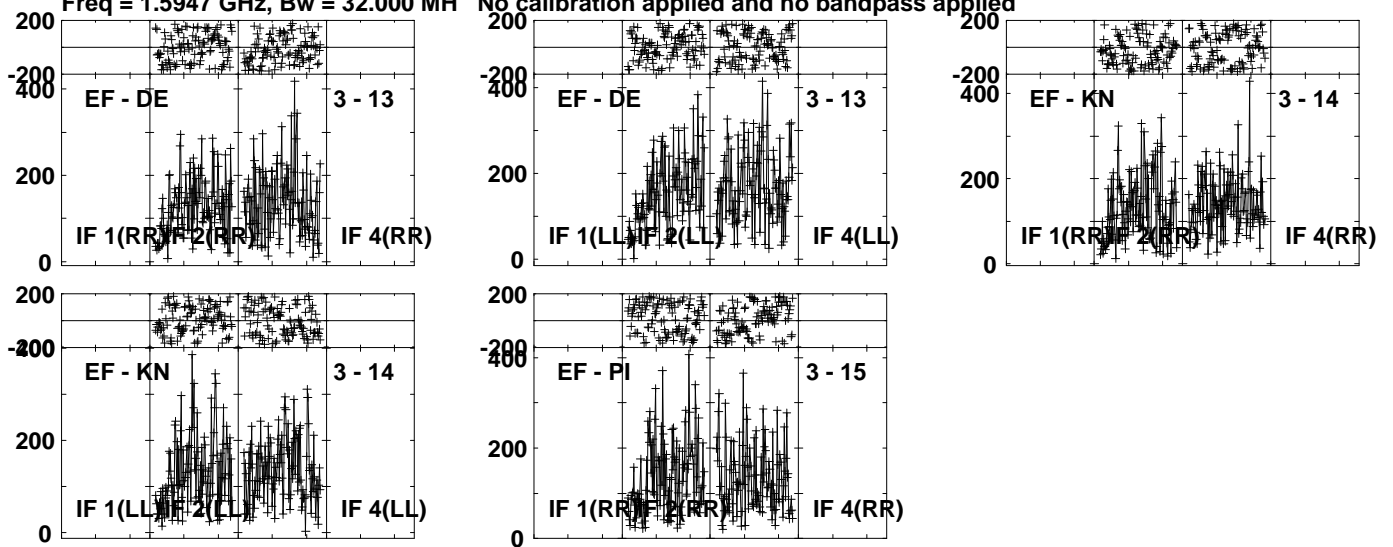 Freq = 1.5947 GHz, Bw = 32.000 MH No calibration applied and no bandpass applied
200
-200
400
EF - DE 3 - 13
200
IF 1(RR) IF 2(RR) IF 4(RR)
0
200
-200
400
EF - DE 3 - 13
200
IF 1(LL) IF 2(LL) IF 4(LL)
0
200
-200
400
EF - KN 3 - 14
200
IF 1(RR) IF 2(RR) IF 4(RR)
0
200
-200
400
EF - KN 3 - 14
200
IF 1(LL) IF 2(LL) IF 4(LL)
0
200
-200
400
EF - PI 3 - 15
200
IF 1(RR) IF 2(RR) IF 4(RR)
0